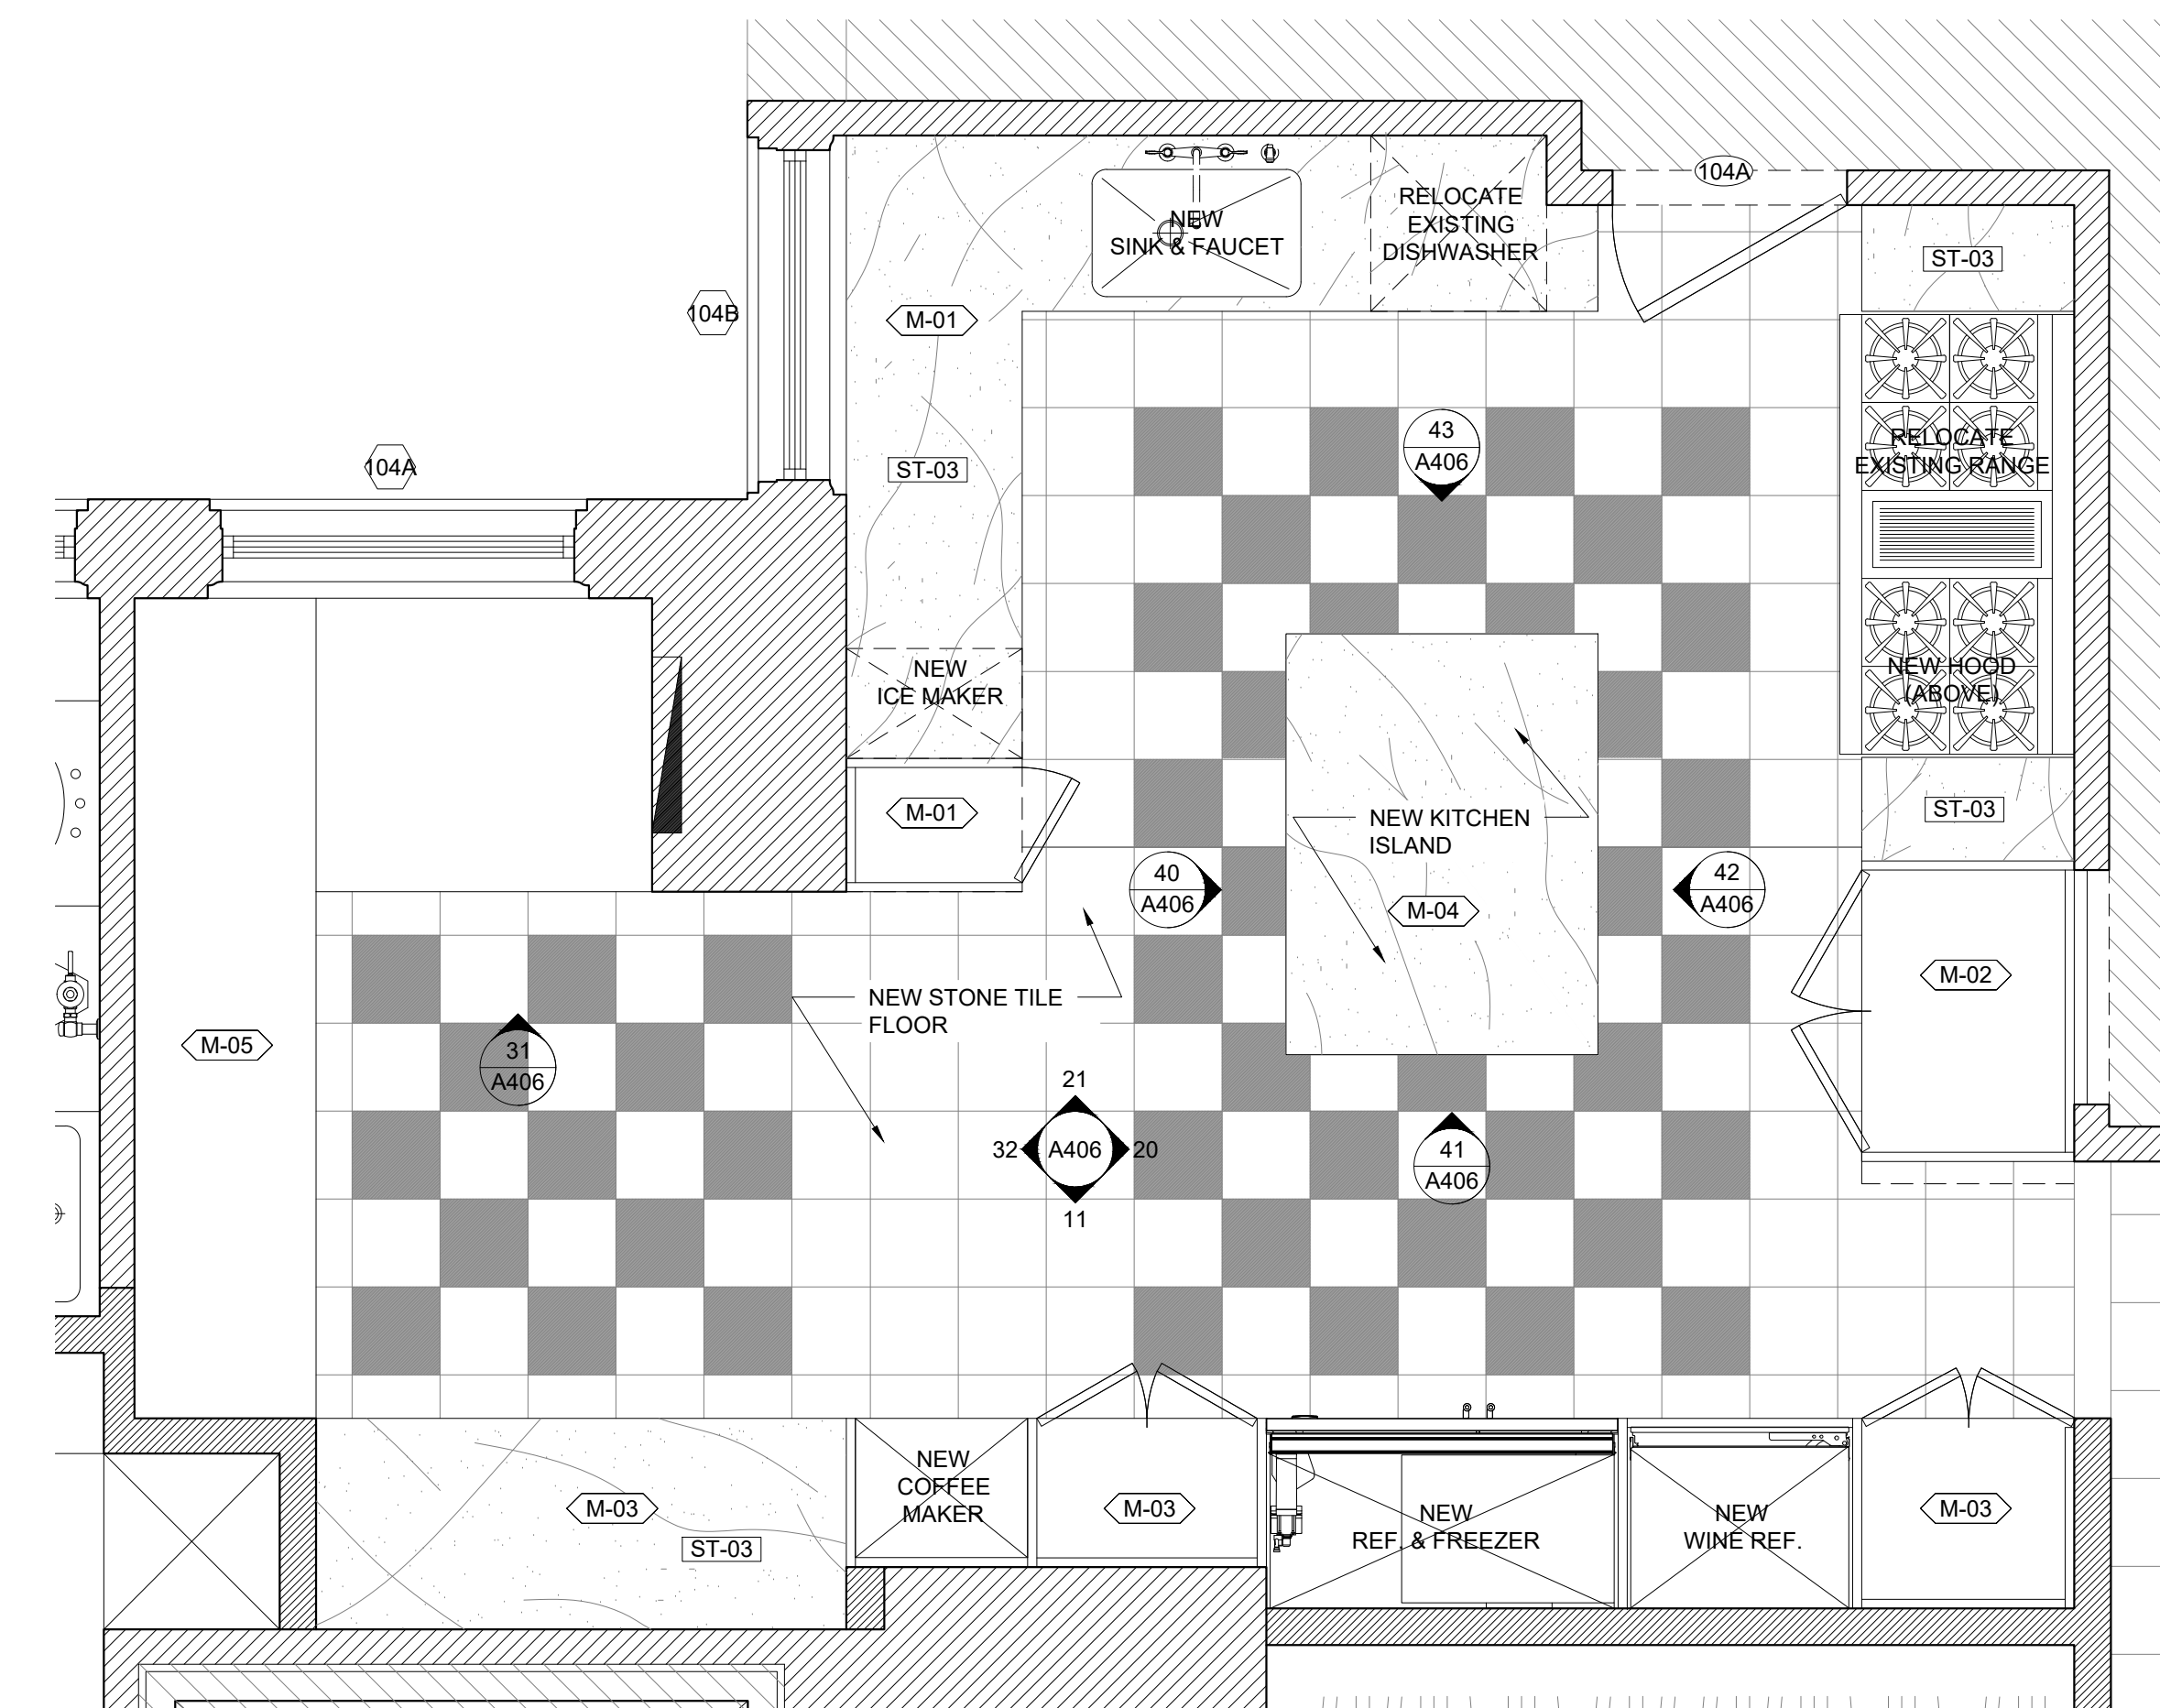 104A
NEW
SINK & FAUCET
RELOCATE
EXISTING
DISHWASHER
ST-03
104B
M-01
43
A406
RELOCATE
EXISTING RANGE
104A
ST-03
NEW
ICE MAKER
NEW HOOD
(ABOVE)
M-01
NEW KITCHEN
ISLAND
ST-03
40
A406
42
A406
M-04
M-02
NEW STONE TILE
FLOOR
M-05
31
A406
21
32
A406
20
11
41
A406
NEW
COFFEE
MAKER
M-03
ST-03
M-03
NEW
REF. & FREEZER
NEW
WINE REF.
M-03